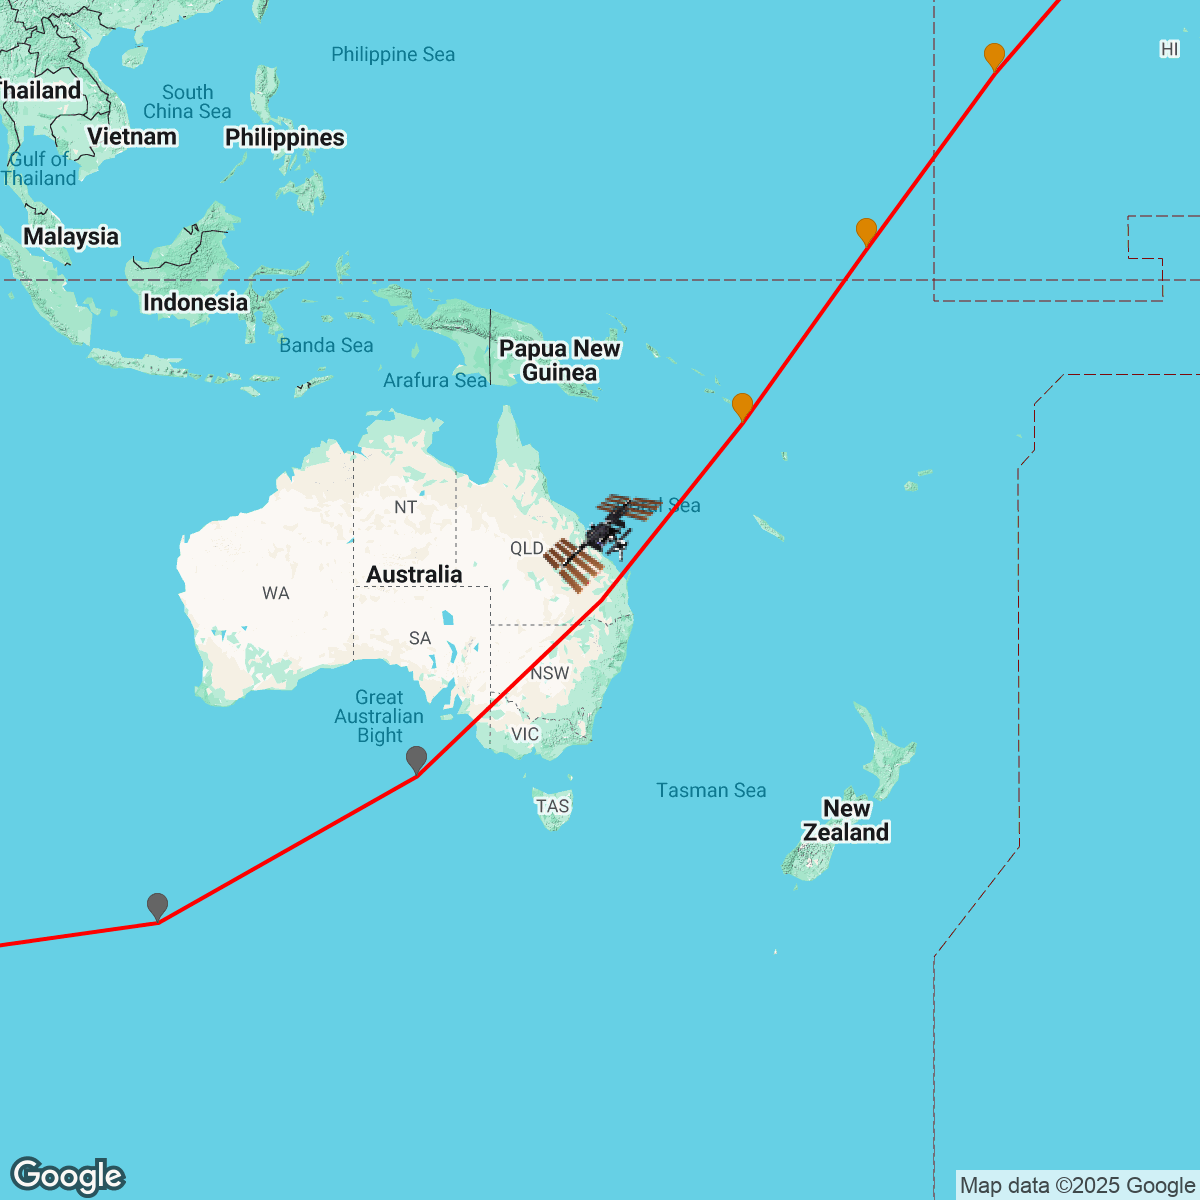 Philippine Sea
HI
Thailand
South
China Sea
Vietnam
Philippines
Gulf of
Thailand
Malaysia
Indonesia
Banda Sea
Papua New
Guinea
Arafura Sea
NT
Sea
QLD
Australia
WA
SA
NSW
Great
Australian
Bight
VIC
Tasman Sea
TAS
New
Zealand
Google
Map data ©2025 Google